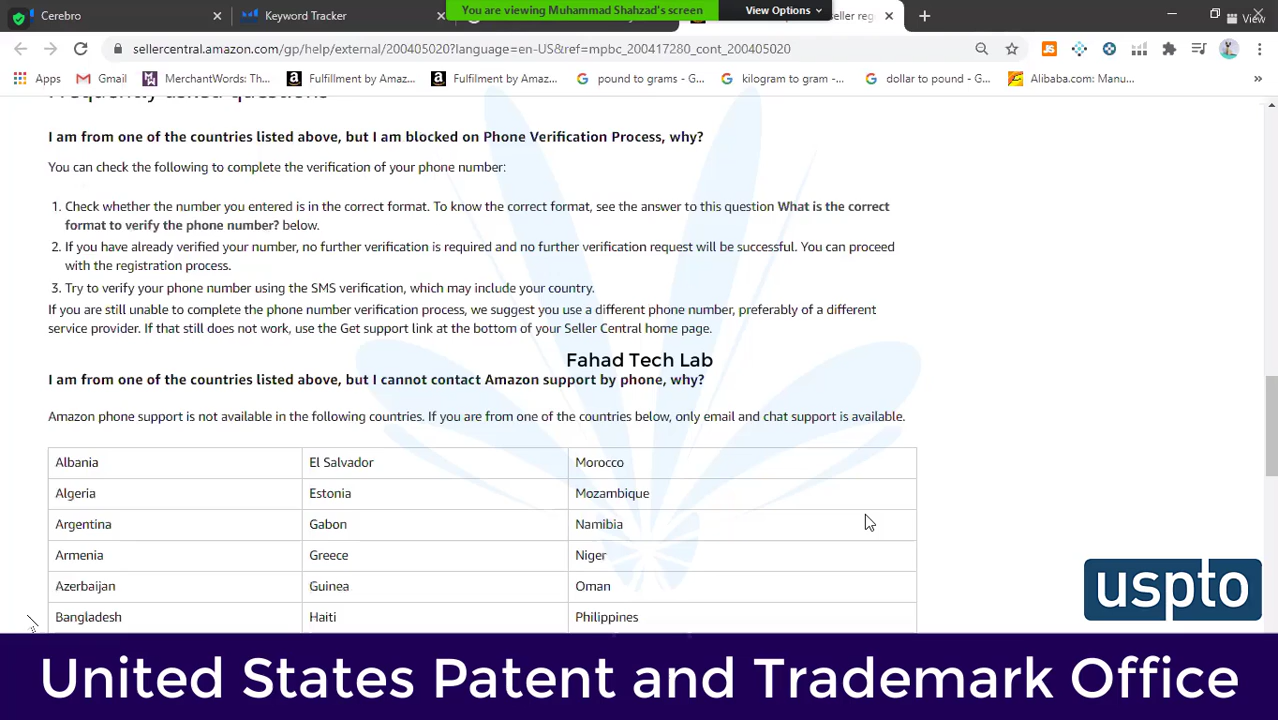 Cerebro
Keyword Tracker
You are viewing Muhammad Shahzad's screen
View Options
eller reg
View
sellercentral.amazon.com/gp/help/external/200405020?language=en-US&ref=mpbc_200417280_cont_200405020
Apps
Gmail
MerchantWords: Th...
Fulfillment by Amaz...
Fulfilment by Amaz...
pound to grams - G...
kilogram to gram -...
dollar to pound - G...
Alibaba.com: Manu...
Frequently asked questions
I am from one of the countries listed above, but I am blocked on Phone Verification Process, why?
You can check the following to complete the verification of your phone number:
1. Check whether the number you entered is in the correct format. To know the correct format, see the answer to this question What is the correct
format to verify the phone number? below.
2. If you have already verified your number, no further verification is required and no further verification request will be successful. You can proceed
with the registration process.
3. Try to verify your phone number using the SMS verification, which may include your country.
If you are still unable to complete the phone number verification process, we suggest you use a different phone number, preferably of a different
service provider. If that still does not work, use the Get support link at the bottom of your Seller Central home page.
Fahad Tech Lab
I am from one of the countries listed above, but I cannot contact Amazon support by phone, why?
Amazon phone support is not available in the following countries. If you are from one of the countries below, only email and chat support is available.
Albania El Salvador Morocco
Algeria Estonia Mozambique
Argentina Gabon Namibia
Armenia Greece Niger
Azerbaijan Guinea Oman
Bangladesh Haiti Philippines
uspto
United States Patent and Trademark Office